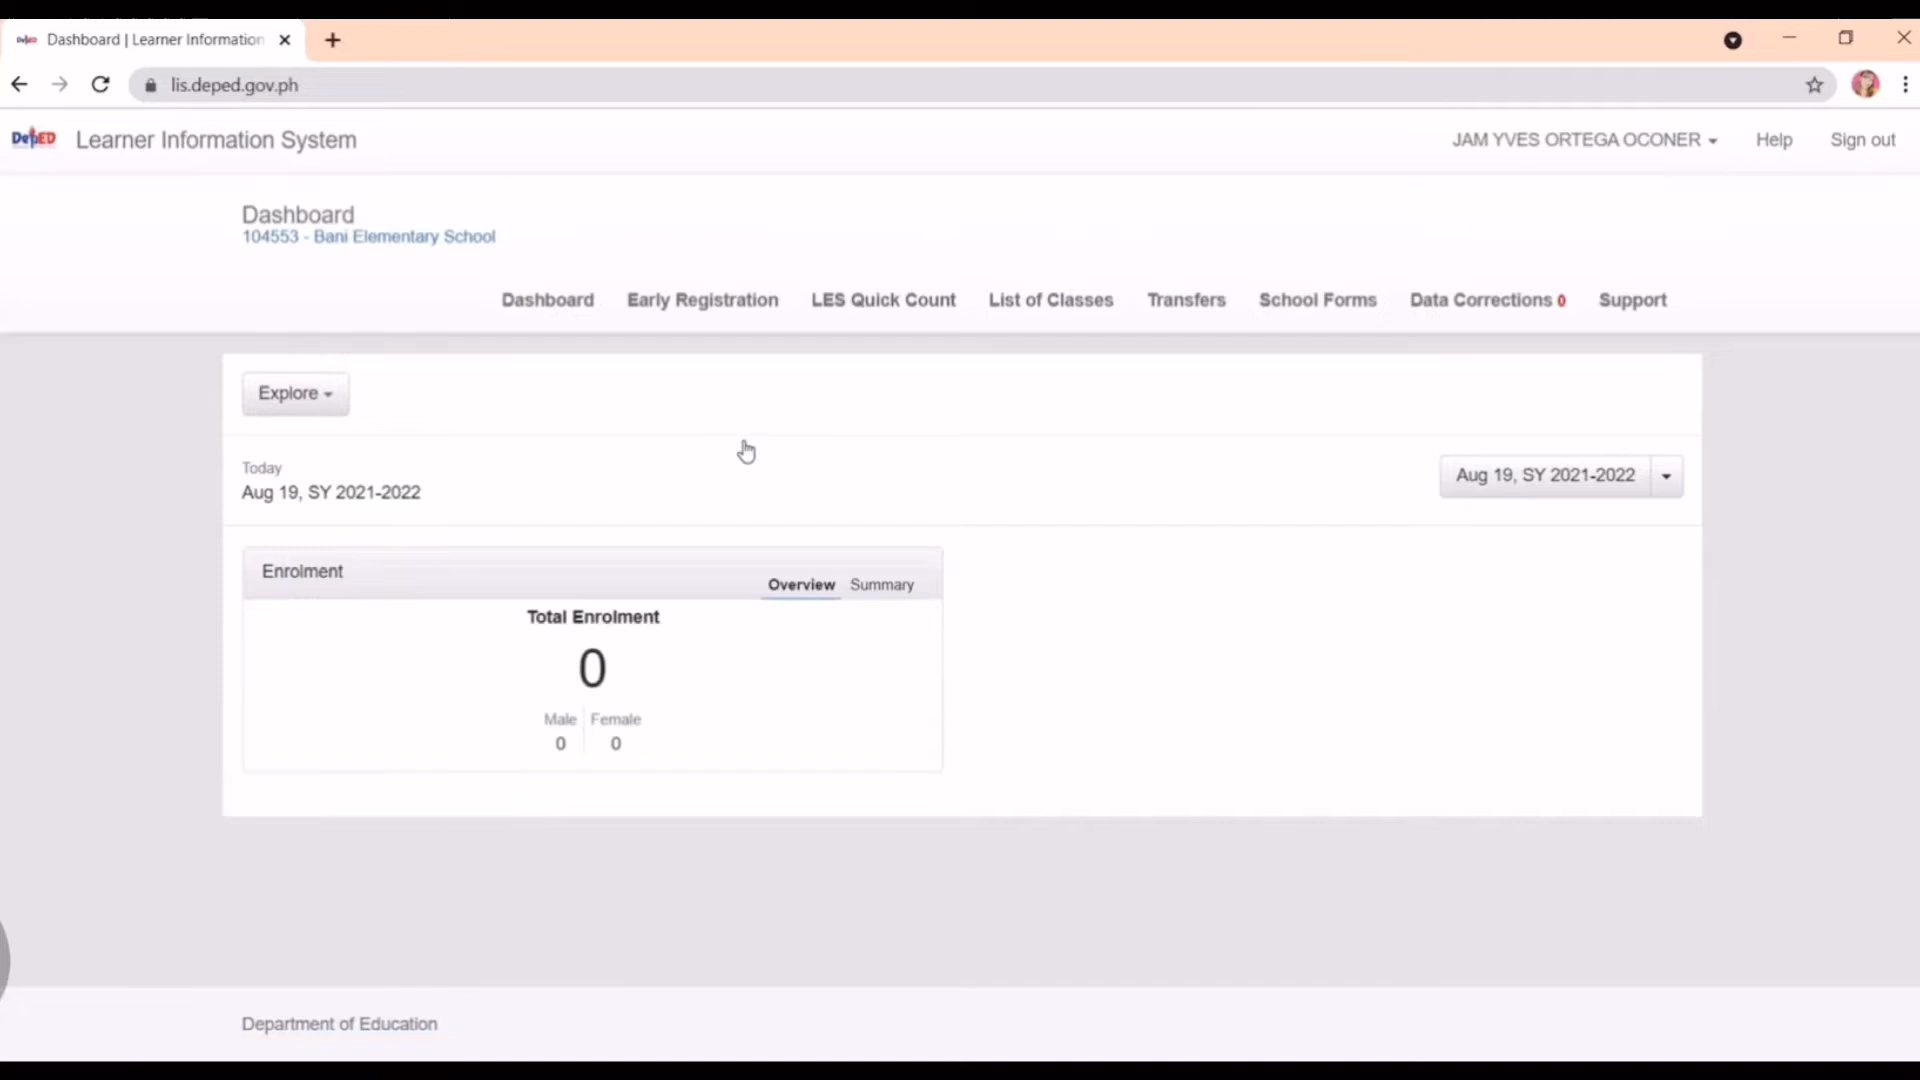 DepED Dashboard | Learner Information
lis.deped.gov.ph
DepED Learner Information System JAM YVES ORTEGA OCONER Help Sign out
Dashboard
104553 - Bani Elementary School
Dashboard Early Registration LES Quick Count List of Classes Transfers School Forms Data Corrections 0 Support
Explore
Today
Aug 19, SY 2021-2022
Aug 19, SY 2021-2022
Enrolment
Overview Summary
Total Enrolment
0
Male Female
0 0
Department of Education